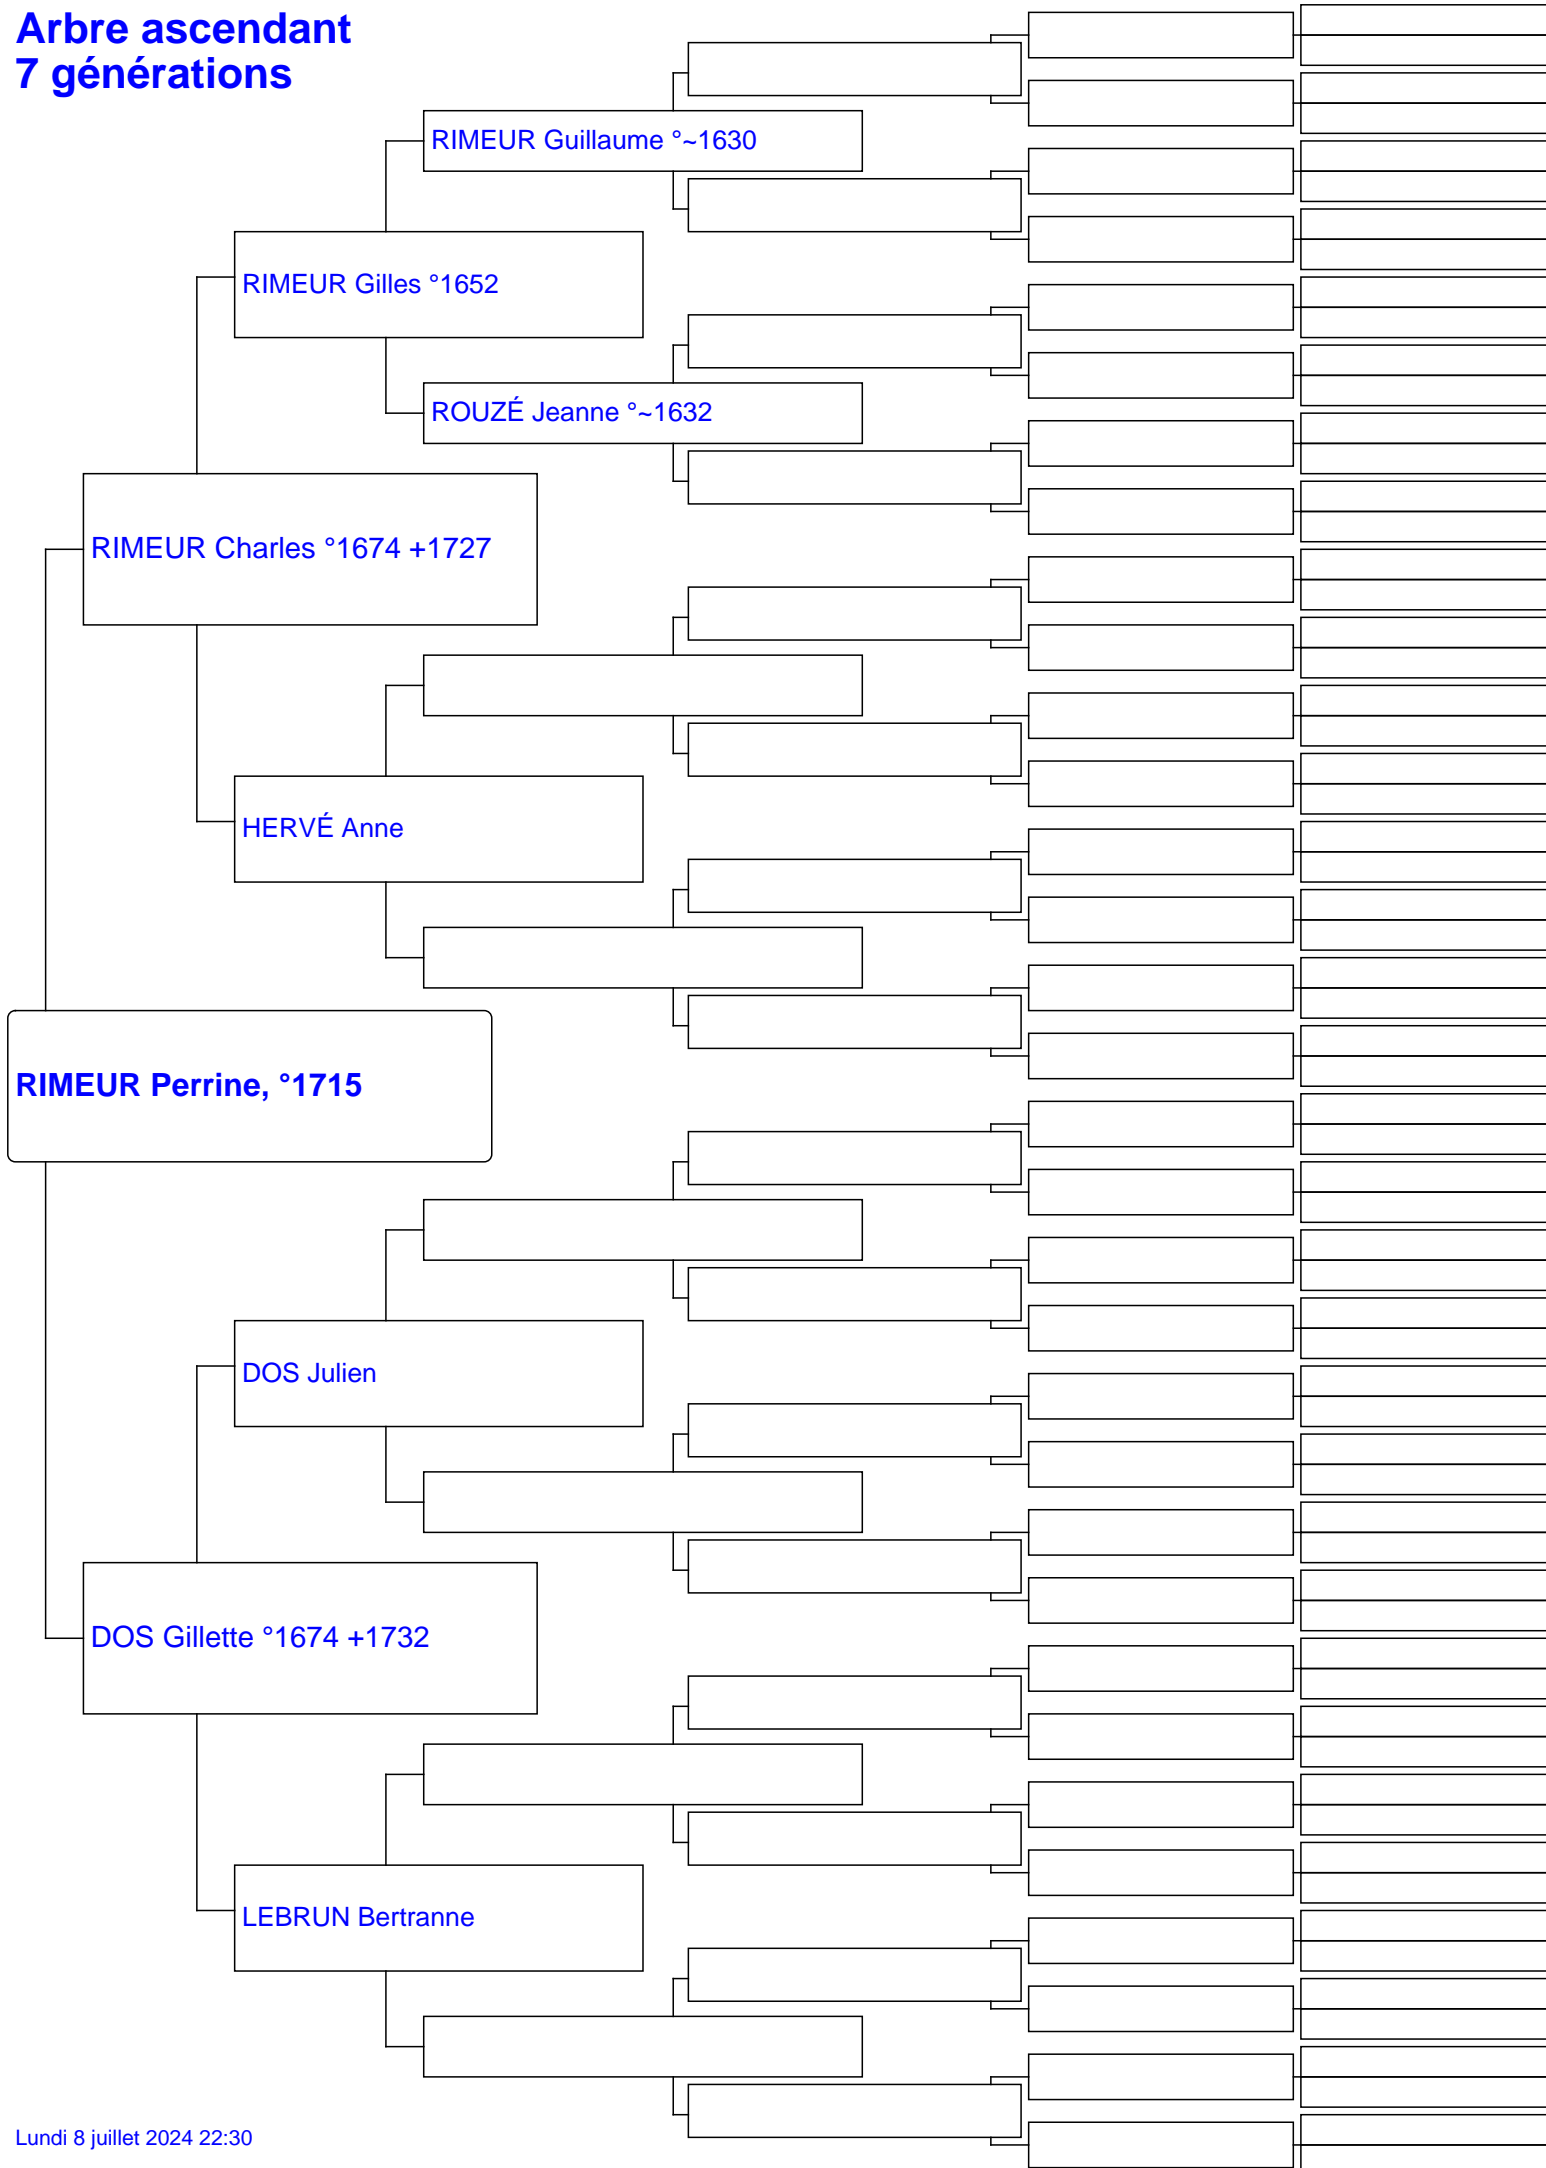 Arbre ascendant
7 générations
RIMEUR Guillaume °~1630
RIMEUR Gilles °1652
ROUZÉ Jeanne °~1632
RIMEUR Charles °1674 +1727
HERVÉ Anne
RIMEUR Perrine, °1715
DOS Julien
DOS Gillette °1674 +1732
LEBRUN Bertranne
Lundi 8 juillet 2024 22:30